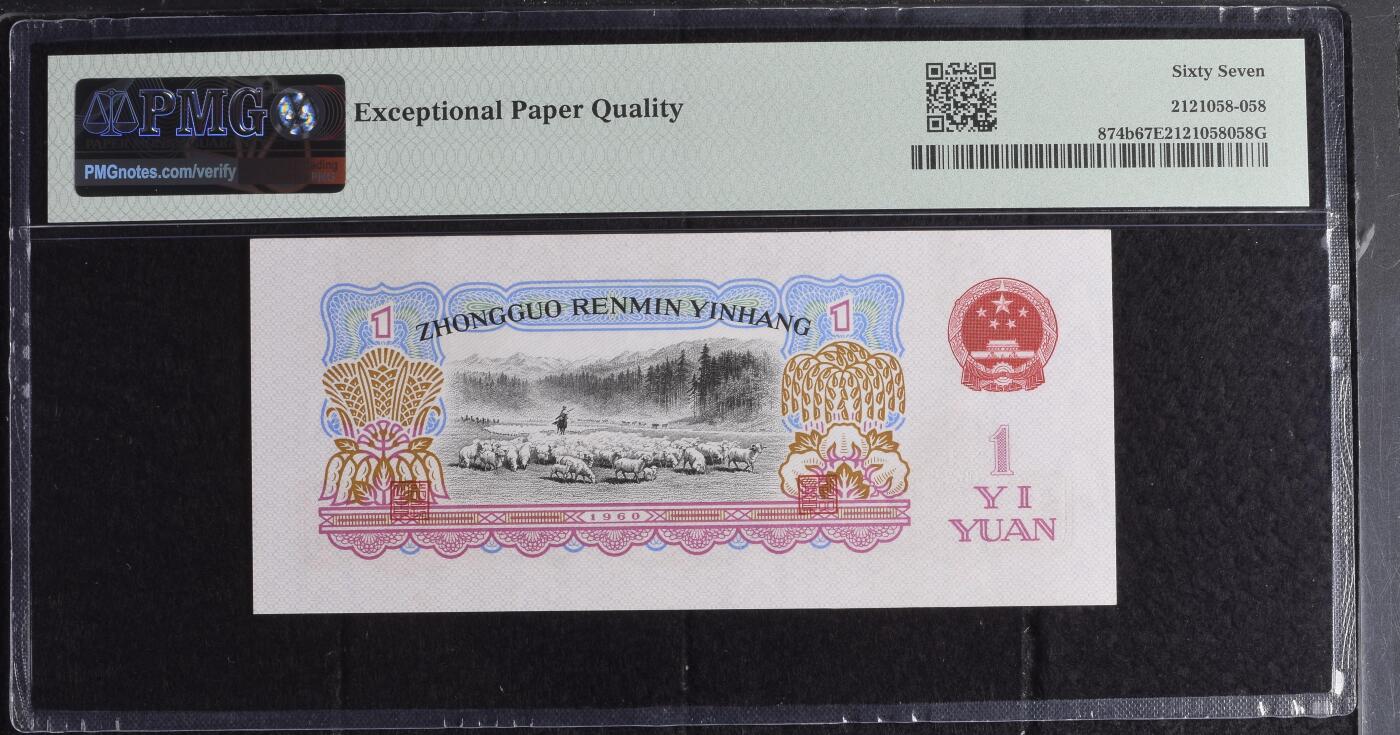 PMG
PMGnotes.com/verify
Exceptional Paper Quality
Sixty Seven
2121058-058
874b67E2121058058G
1
ZHONGGUO RENMIN YINHANG
1
1960
1
YI
YUAN